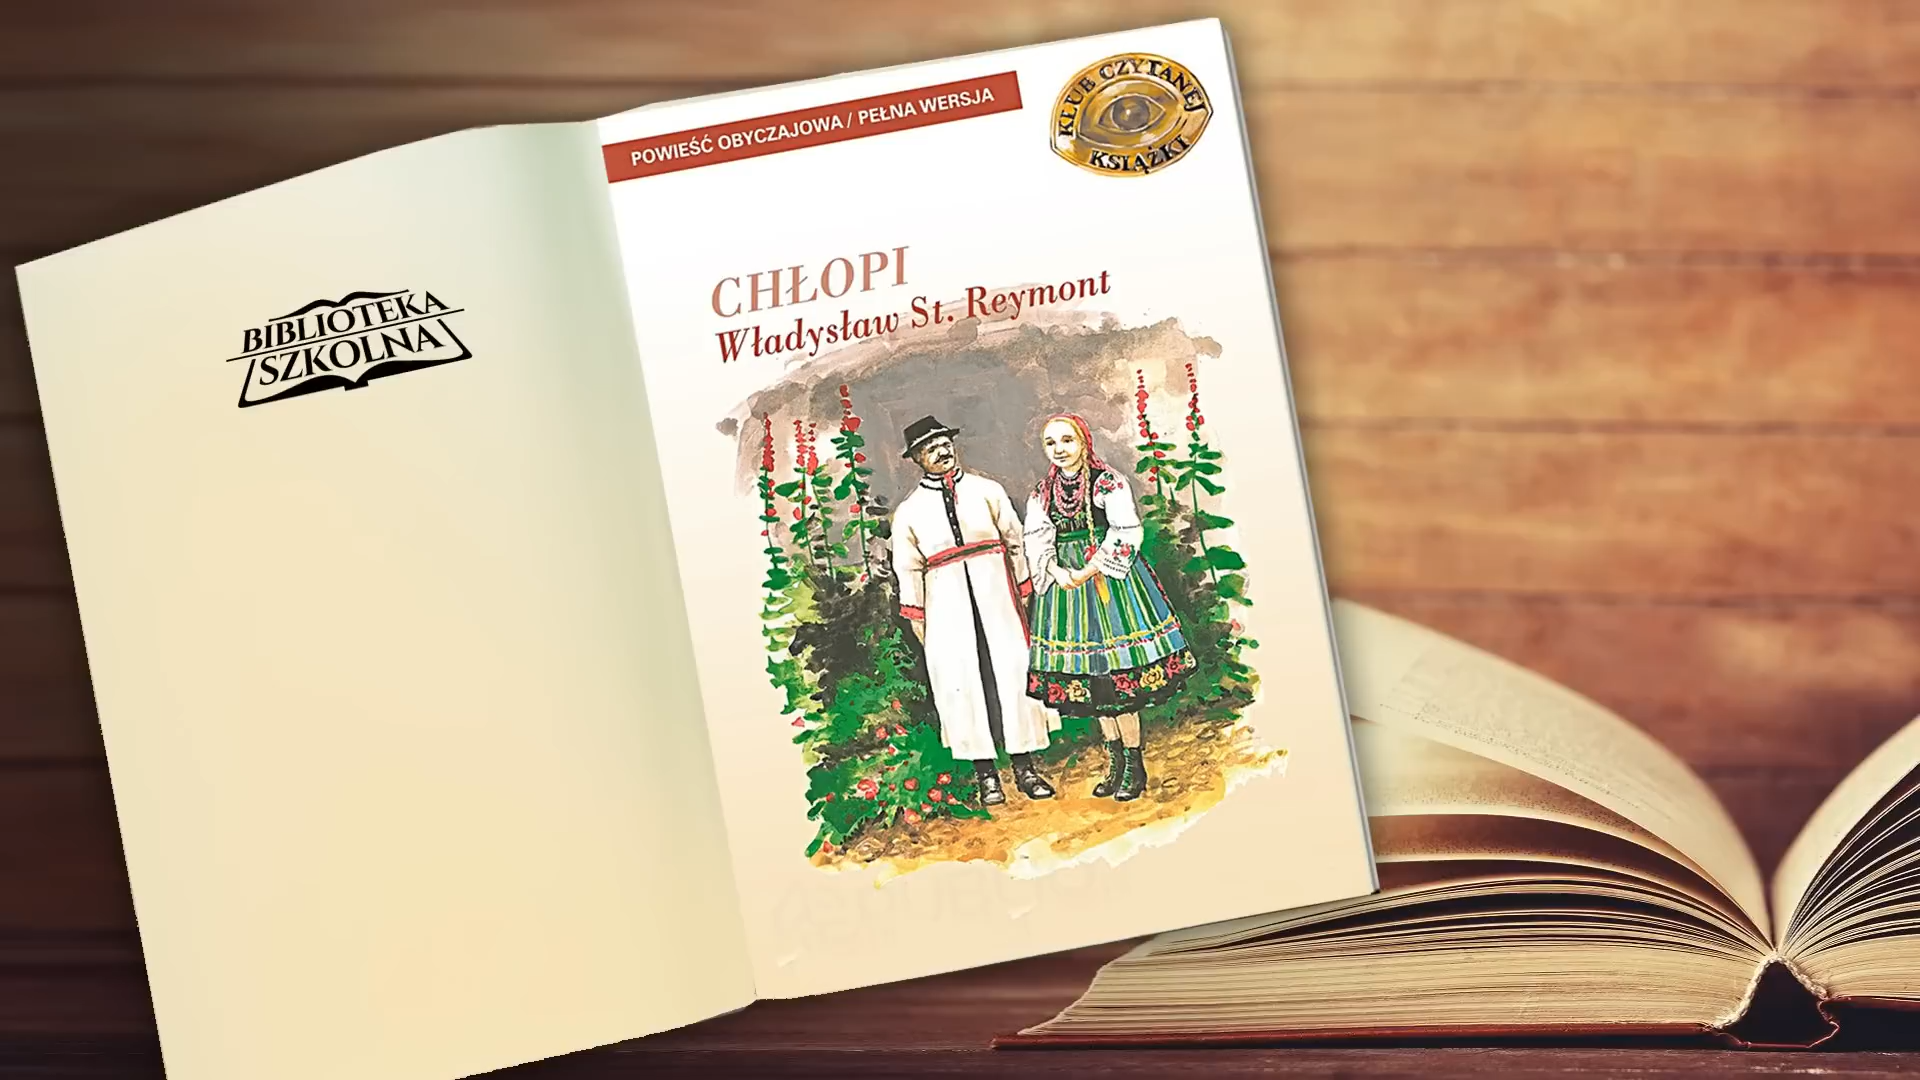 BIBLIOTEKA
SZKOLNA
POWIEŚĆ OBYCZAJOWA / PEŁNA WERSJA
KLUB CZYTANEJ
KSIĄŻKI
CHŁOPI
Władysław St. Reymont